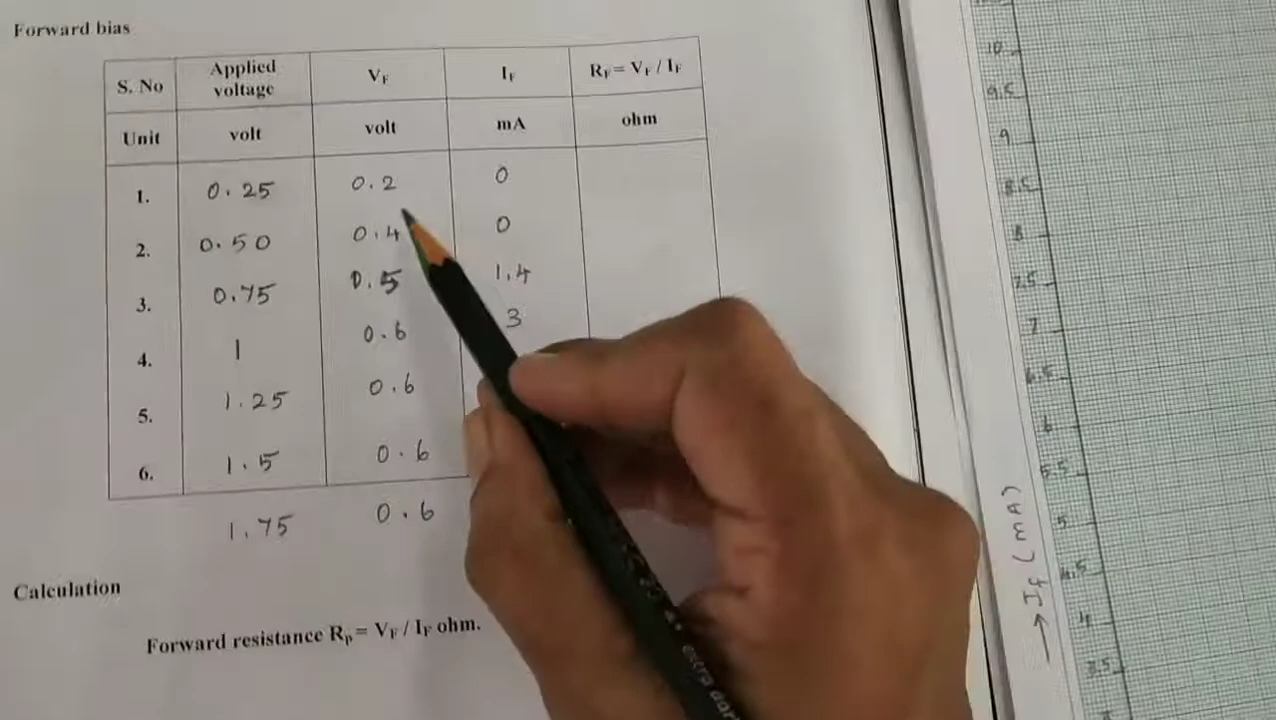 Forward bias
S. No Applied voltage V_F I_F R_F = V_F / I_F
Unit volt volt mA ohm
1. 0.25 0.2 0
2. 0.50 0.4 0
3. 0.75 0.5 1.4
4. 1 0.6 3
5. 1.25 0.6
6. 1.5 0.6
1.75 0.6
Calculation
Forward resistance R_p = V_F / I_F ohm.
10
9.5
9
8.5
8
7.5
7
6.5
6
5.5
5
4.5
4
3.5
→ I_f (mA)